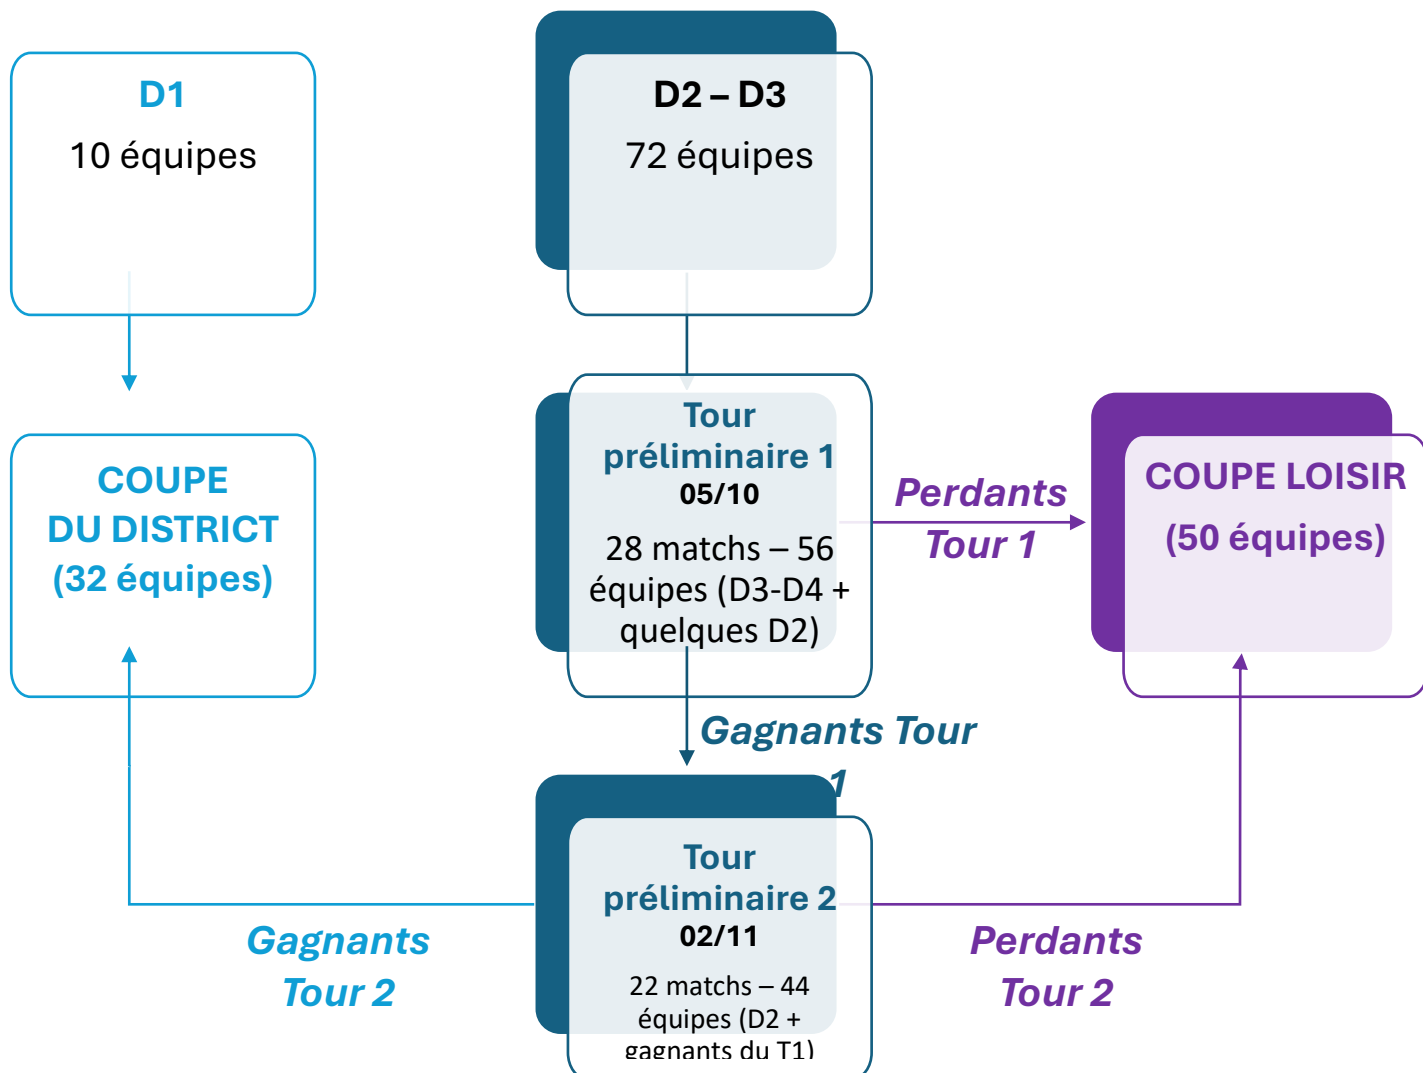 D1
10 équipes
D2 – D3
72 équipes
COUPE
DU DISTRICT
(32 équipes)
Tour
préliminaire 1
05/10
28 matchs – 56
équipes (D3-D4 +
quelques D2)
Perdants
Tour 1
COUPE LOISIR
(50 équipes)
Gagnants Tour
1
Tour
préliminaire 2
02/11
22 matchs – 44
équipes (D2 +
gagnants du T1)
Gagnants
Tour 2
Perdants
Tour 2